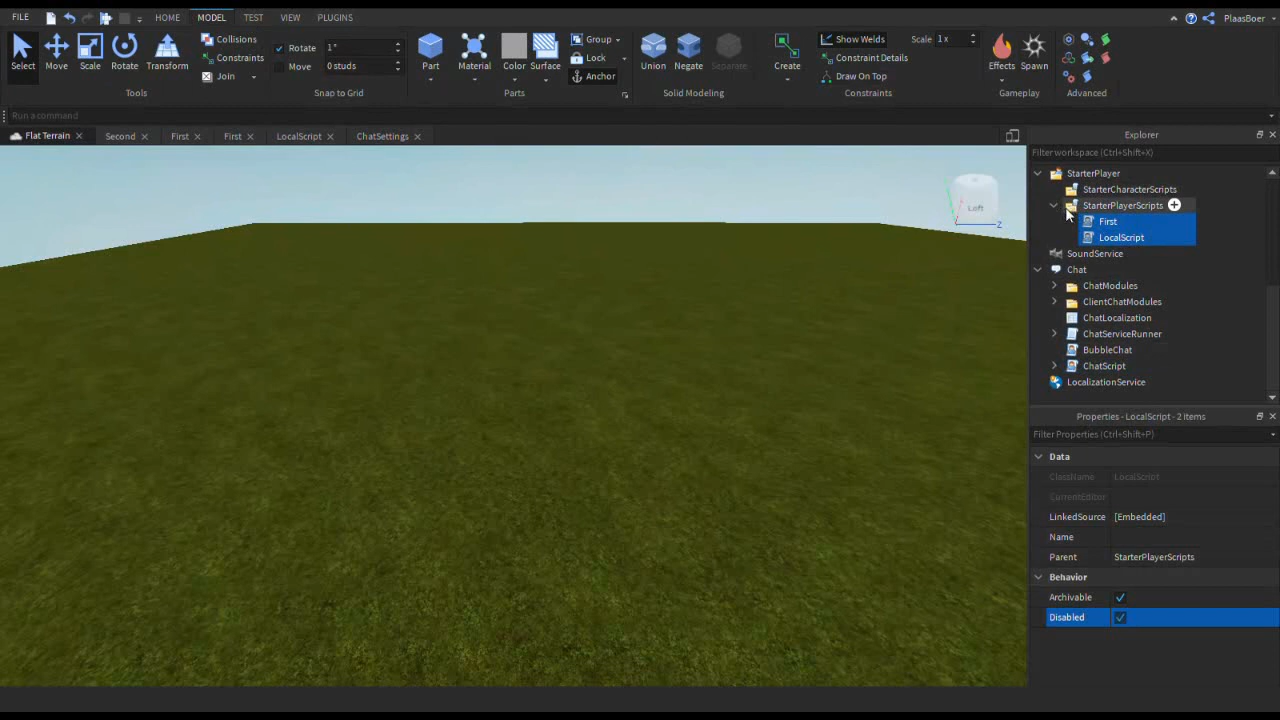 FILE HOME MODEL TEST VIEW PLUGINS PlaasBoer
Select Move Scale Rotate Transform
Collisions
Constraints
Join
Tools
Rotate 1°
Move 0 studs
Snap to Grid
Part Material Color Surface
Group
Lock
Anchor
Parts
Union Negate Separate
Solid Modeling
Create
Show Welds Scale 1 x
Constraint Details
Draw On Top
Constraints
Effects Spawn
Gameplay
Advanced
Run a command
Flat Terrain Second First First LocalScript ChatSettings
Left
Z
Explorer
Filter workspace (Ctrl+Shift+X)
StarterPlayer
StarterCharacterScripts
StarterPlayerScripts
First
LocalScript
SoundService
Chat
ChatModules
ClientChatModules
ChatLocalization
ChatServiceRunner
BubbleChat
ChatScript
LocalizationService
Properties - LocalScript - 2 Items
Filter Properties (Ctrl+Shift+P)
Data
ClassName LocalScript
CurrentEditor
LinkedSource [Embedded]
Name
Parent StarterPlayerScripts
Behavior
Archivable
Disabled